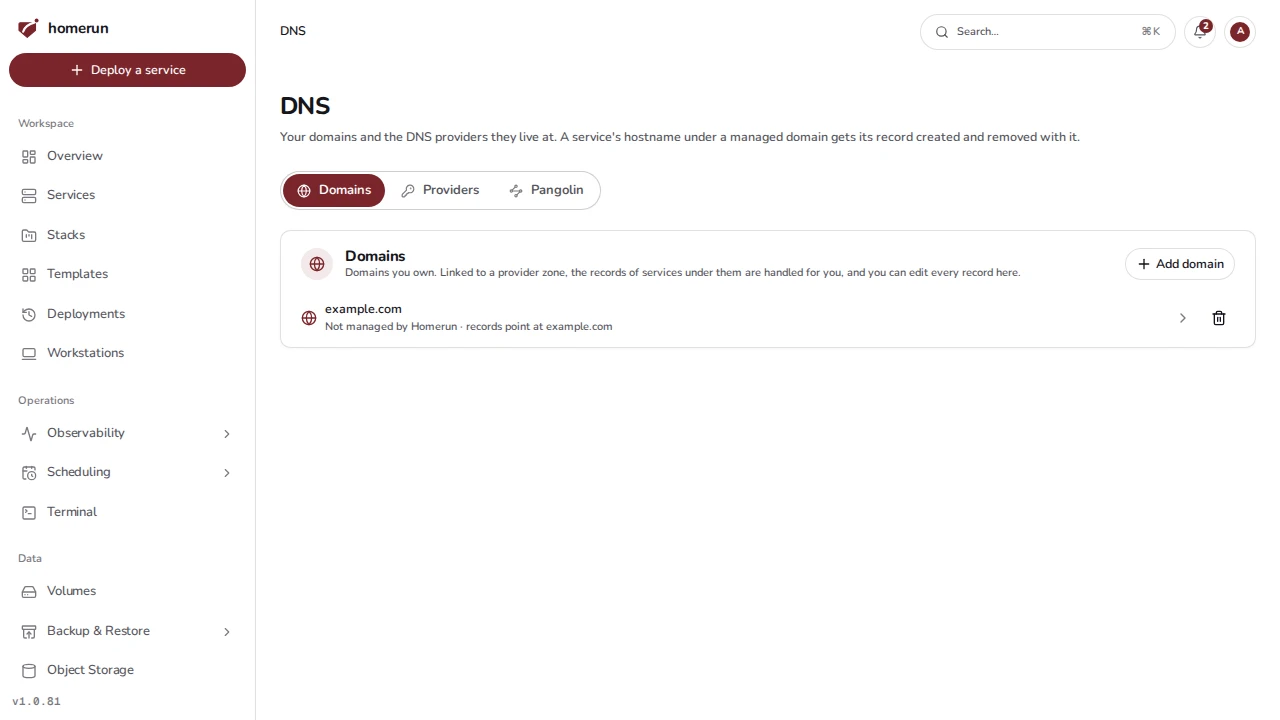 homerun
DNS
Search...
⌘K
2
A
Deploy a service
Workspace
Overview
Services
Stacks
Templates
Deployments
Workstations
Operations
Observability
Scheduling
Terminal
Data
Volumes
Backup & Restore
Object Storage
v1.0.81
DNS
Your domains and the DNS providers they live at. A service's hostname under a managed domain gets its record created and removed with it.
Domains
Providers
Pangolin
Domains
Domains you own. Linked to a provider zone, the records of services under them are handled for you, and you can edit every record here.
Add domain
example.com
Not managed by Homerun · records point at example.com